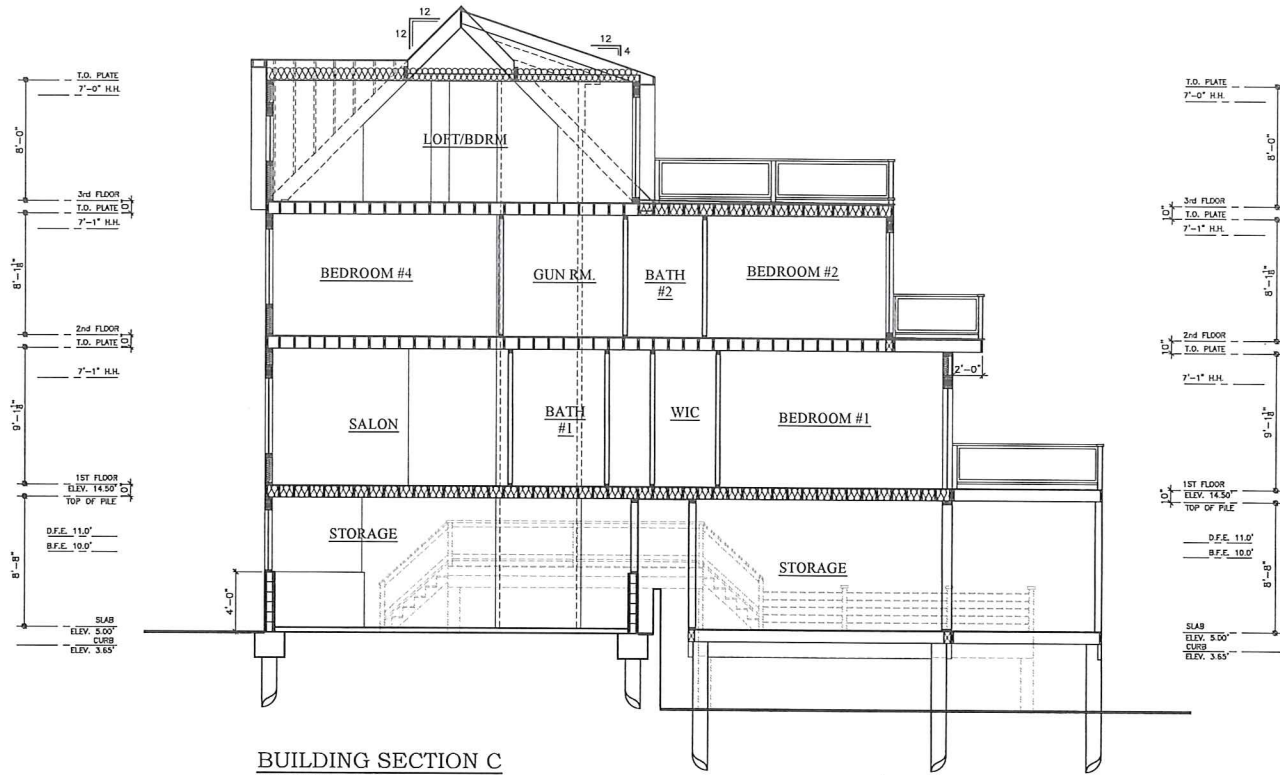 12
12
12
4
T.O. PLATE
7'-0" H.H.
8'-0"
3rd FLOOR
T.O. PLATE
10"
7'-1" H.H.
8'-1 1/8"
2nd FLOOR
T.O. PLATE
10"
7'-1" H.H.
9'-1 1/8"
1ST FLOOR
ELEV. 14.50'
TOP OF PILE
10"
D.F.E. 11.0'
B.F.E. 10.0'
8'-8"
SLAB
ELEV. 5.00'
CURB
ELEV. 3.65'
LOFT/BDRM
BEDROOM #4
GUN RM.
BATH
#2
BEDROOM #2
SALON
BATH
#1
WIC
BEDROOM #1
2'-0"
STORAGE
4'-0"
STORAGE
T.O. PLATE
7'-0" H.H.
8'-0"
3rd FLOOR
10"
T.O. PLATE
7'-1" H.H.
8'-1 1/8"
2nd FLOOR
10"
T.O. PLATE
7'-1" H.H.
9'-1 1/8"
1ST FLOOR
10"
ELEV. 14.50'
TOP OF PILE
D.F.E. 11.0'
B.F.E. 10.0'
8'-8"
SLAB
ELEV. 5.00'
CURB
ELEV. 3.65'
BUILDING SECTION C